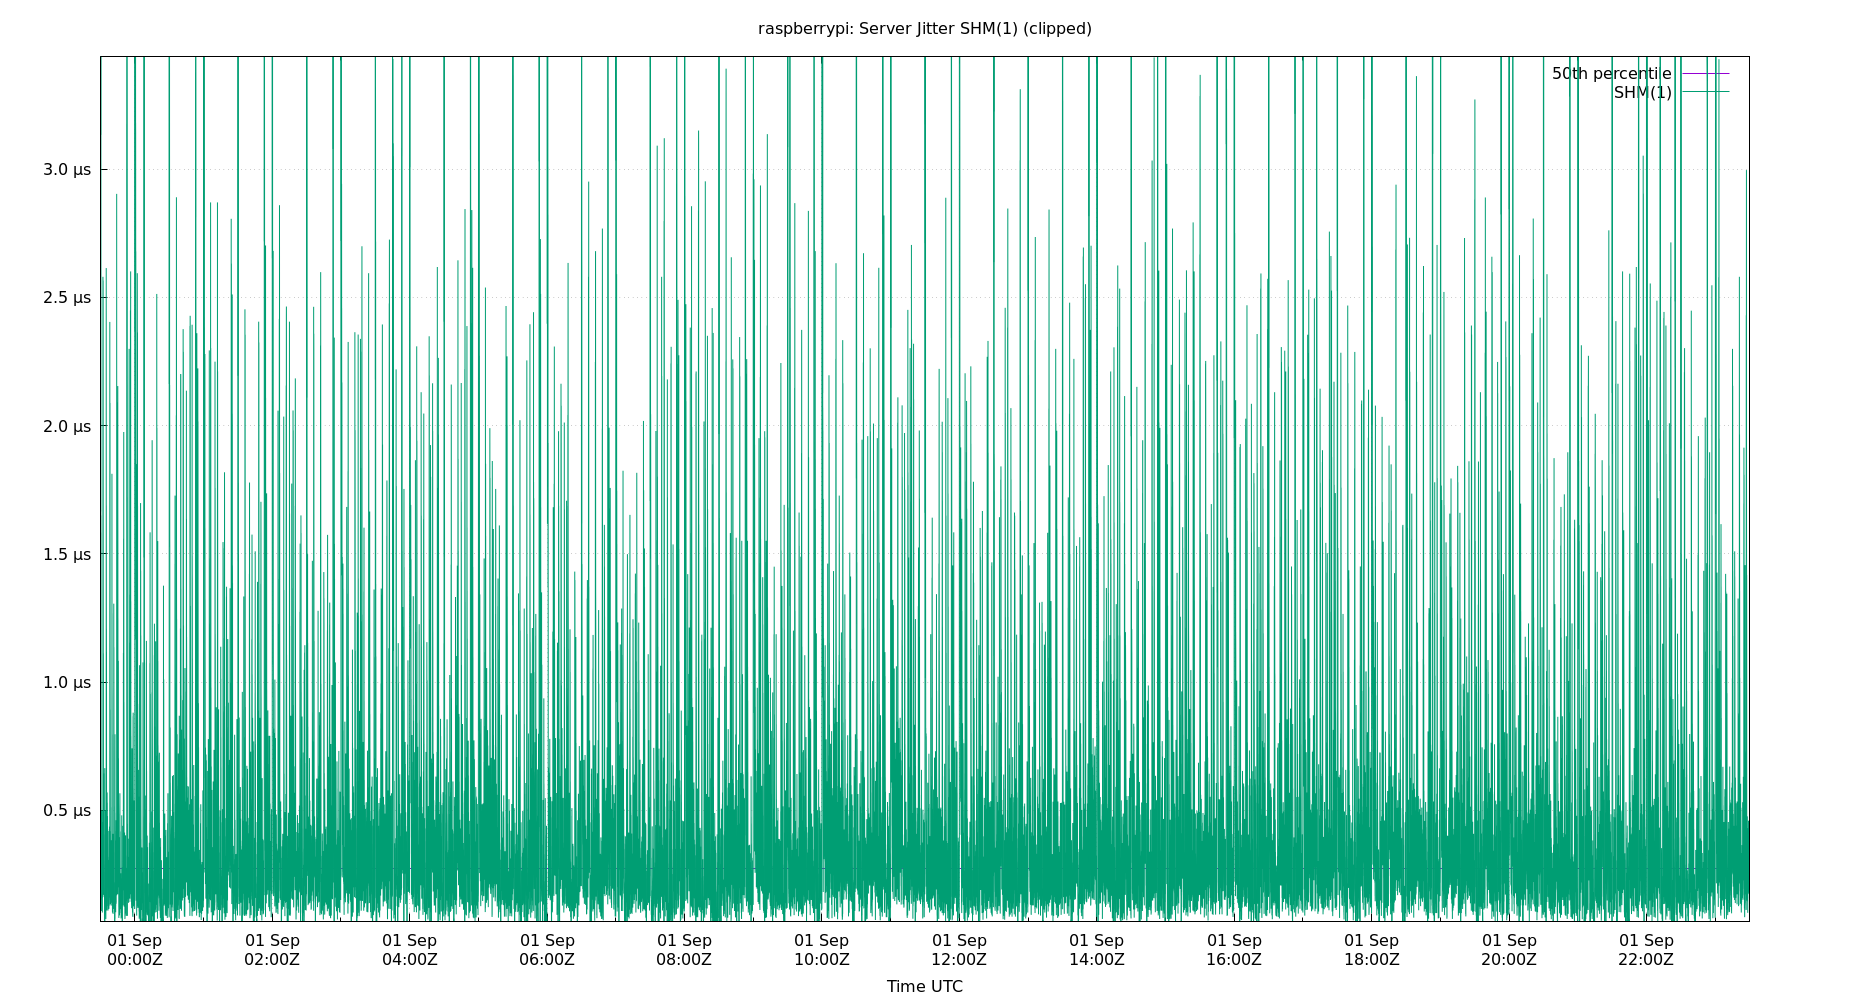 raspberrypi: Server Jitter SHM(1) (clipped)
50th percentile
SHM(1)
3.0 µs
2.5 µs
2.0 µs
1.5 µs
1.0 µs
0.5 µs
01 Sep 01 Sep 01 Sep 01 Sep 01 Sep 01 Sep 01 Sep 01 Sep 01 Sep 01 Sep 01 Sep 01 Sep
00:00Z 02:00Z 04:00Z 06:00Z 08:00Z 10:00Z 12:00Z 14:00Z 16:00Z 18:00Z 20:00Z 22:00Z
Time UTC